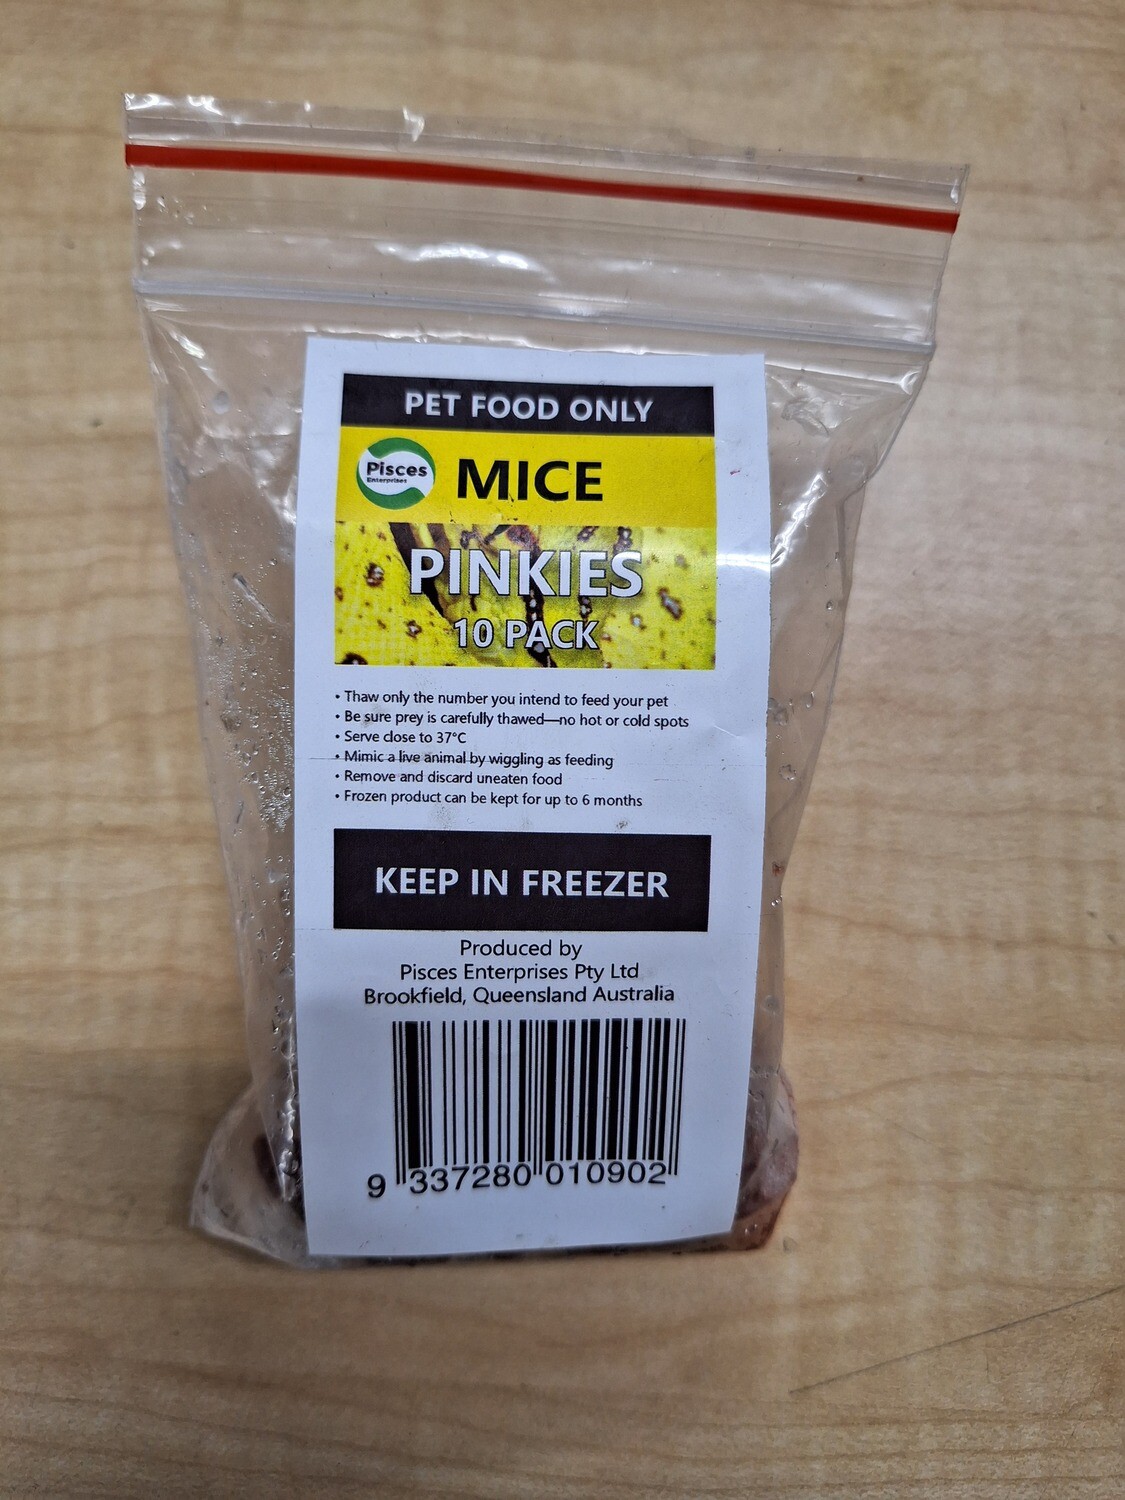 PET FOOD ONLY
Pisces
Enterprises
MICE
PINKIES
10 PACK
• Thaw only the number you intend to feed your pet
• Be sure prey is carefully thawed—no hot or cold spots
• Serve close to 37°C
• Mimic a live animal by wiggling as feeding
• Remove and discard uneaten food
• Frozen product can be kept for up to 6 months
KEEP IN FREEZER
Produced by
Pisces Enterprises Pty Ltd
Brookfield, Queensland Australia
9 337280 010902